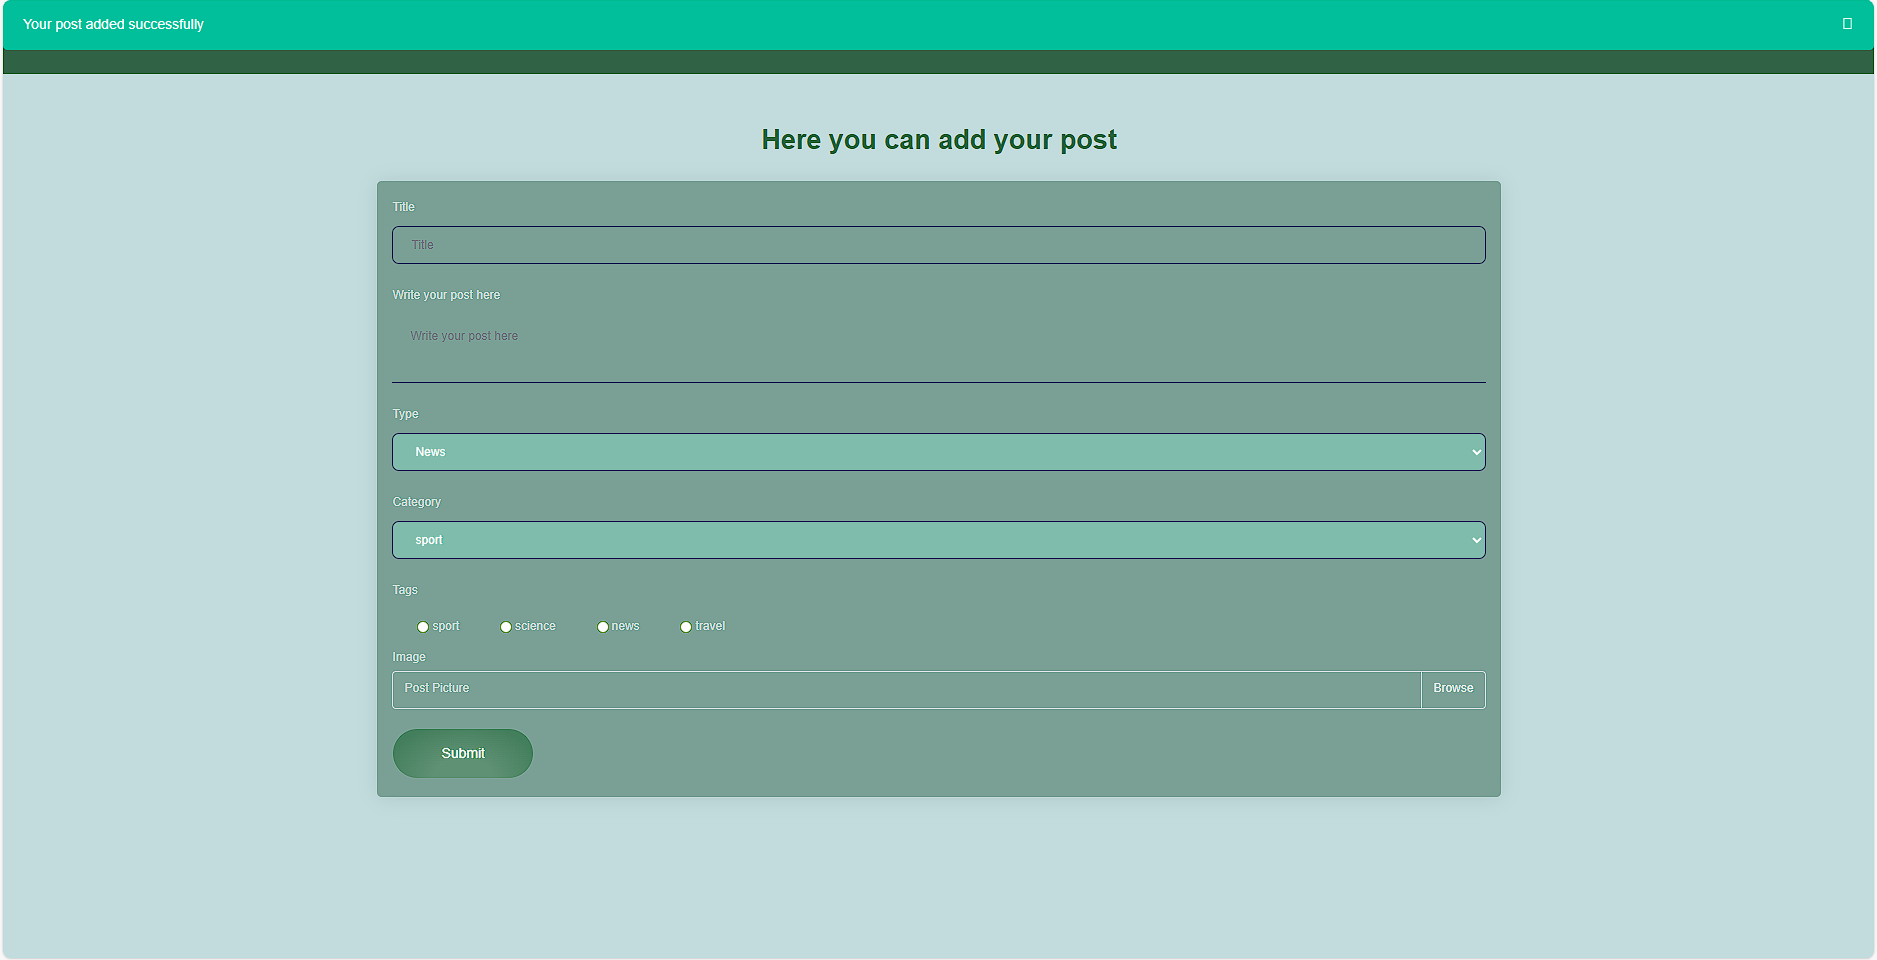 Your post added successfully
Here you can add your post
Title
Title
Write your post here
Write your post here
Type
News
Category
sport
Tags
sport science news travel
Image
Post Picture Browse
Submit